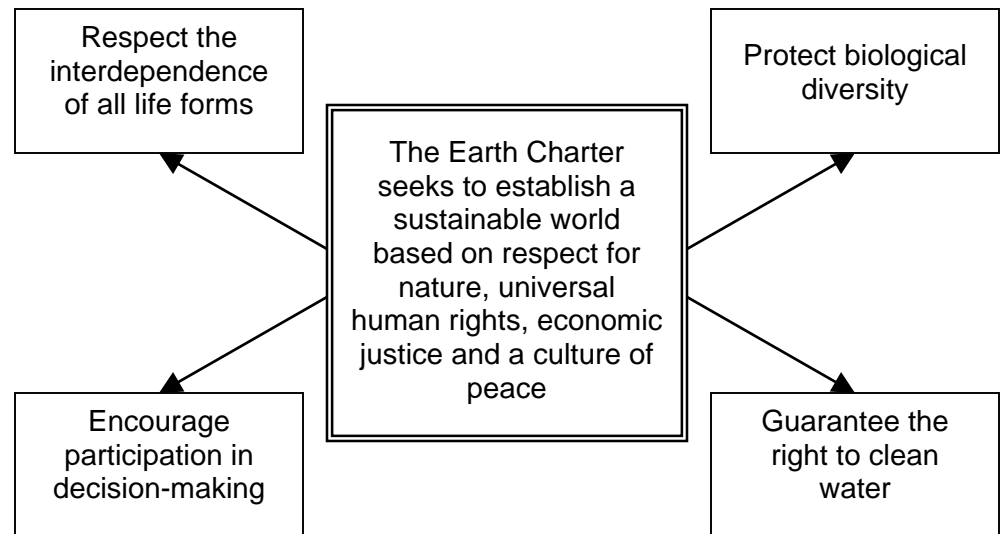 Respect the
interdependence
of all life forms
Protect biological
diversity
The Earth Charter
seeks to establish a
sustainable world
based on respect for
nature, universal
human rights, economic
justice and a culture of
peace
Encourage
participation in
decision-making
Guarantee the
right to clean
water